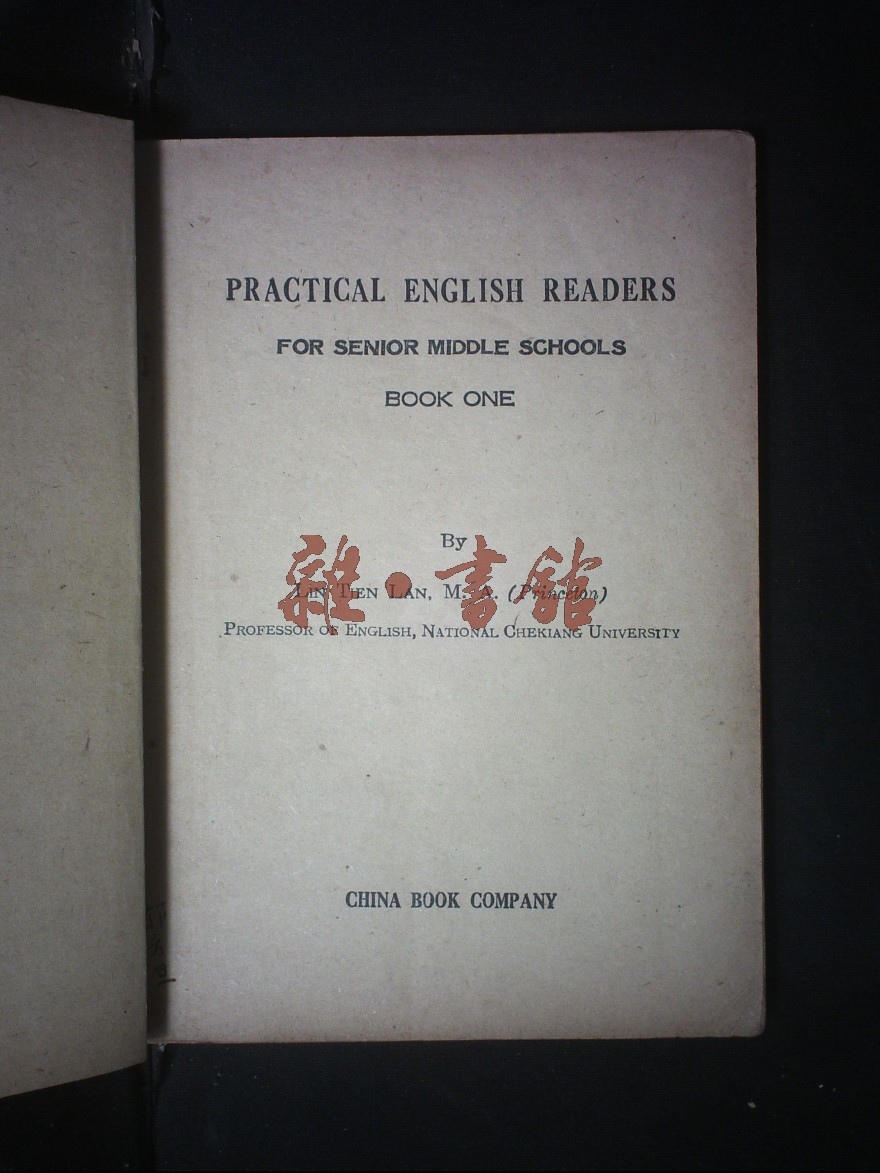 PRACTICAL ENGLISH READERS
FOR SENIOR MIDDLE SCHOOLS
BOOK ONE
By
LIN TIEN LAN, M. A. (Princeton)
雜·書館
PROFESSOR OF ENGLISH, NATIONAL CHEKIANG UNIVERSITY
CHINA BOOK COMPANY